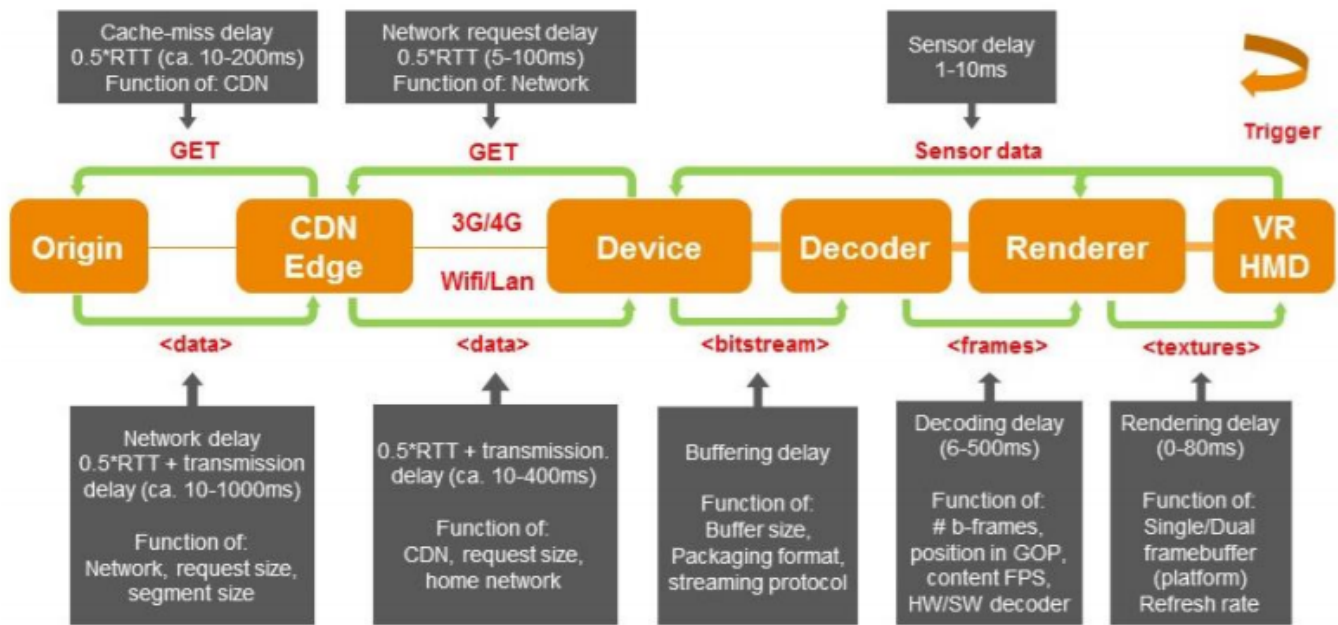 Cache-miss delay
0.5*RTT (ca. 10-200ms)
Function of: CDN
Network request delay
0.5*RTT (5-100ms)
Function of: Network
Sensor delay
1-10ms
Trigger
GET
GET
Sensor data
Origin
CDN
Edge
3G/4G
Wifi/Lan
Device
Decoder
Renderer
VR
HMD
<data>
<data>
<bitstream>
<frames>
<textures>
Network delay
0.5*RTT + transmission
delay (ca. 10-1000ms)
Function of:
Network, request size,
segment size
0.5*RTT + transmission.
delay (ca. 10-400ms)
Function of:
CDN, request size,
home network
Buffering delay
Function of:
Buffer size,
Packaging format,
streaming protocol
Decoding delay
(6-500ms)
Function of:
# b-frames,
position in GOP,
content FPS,
HW/SW decoder
Rendering delay
(0-80ms)
Function of:
Single/Dual
framebuffer
(platform)
Refresh rate